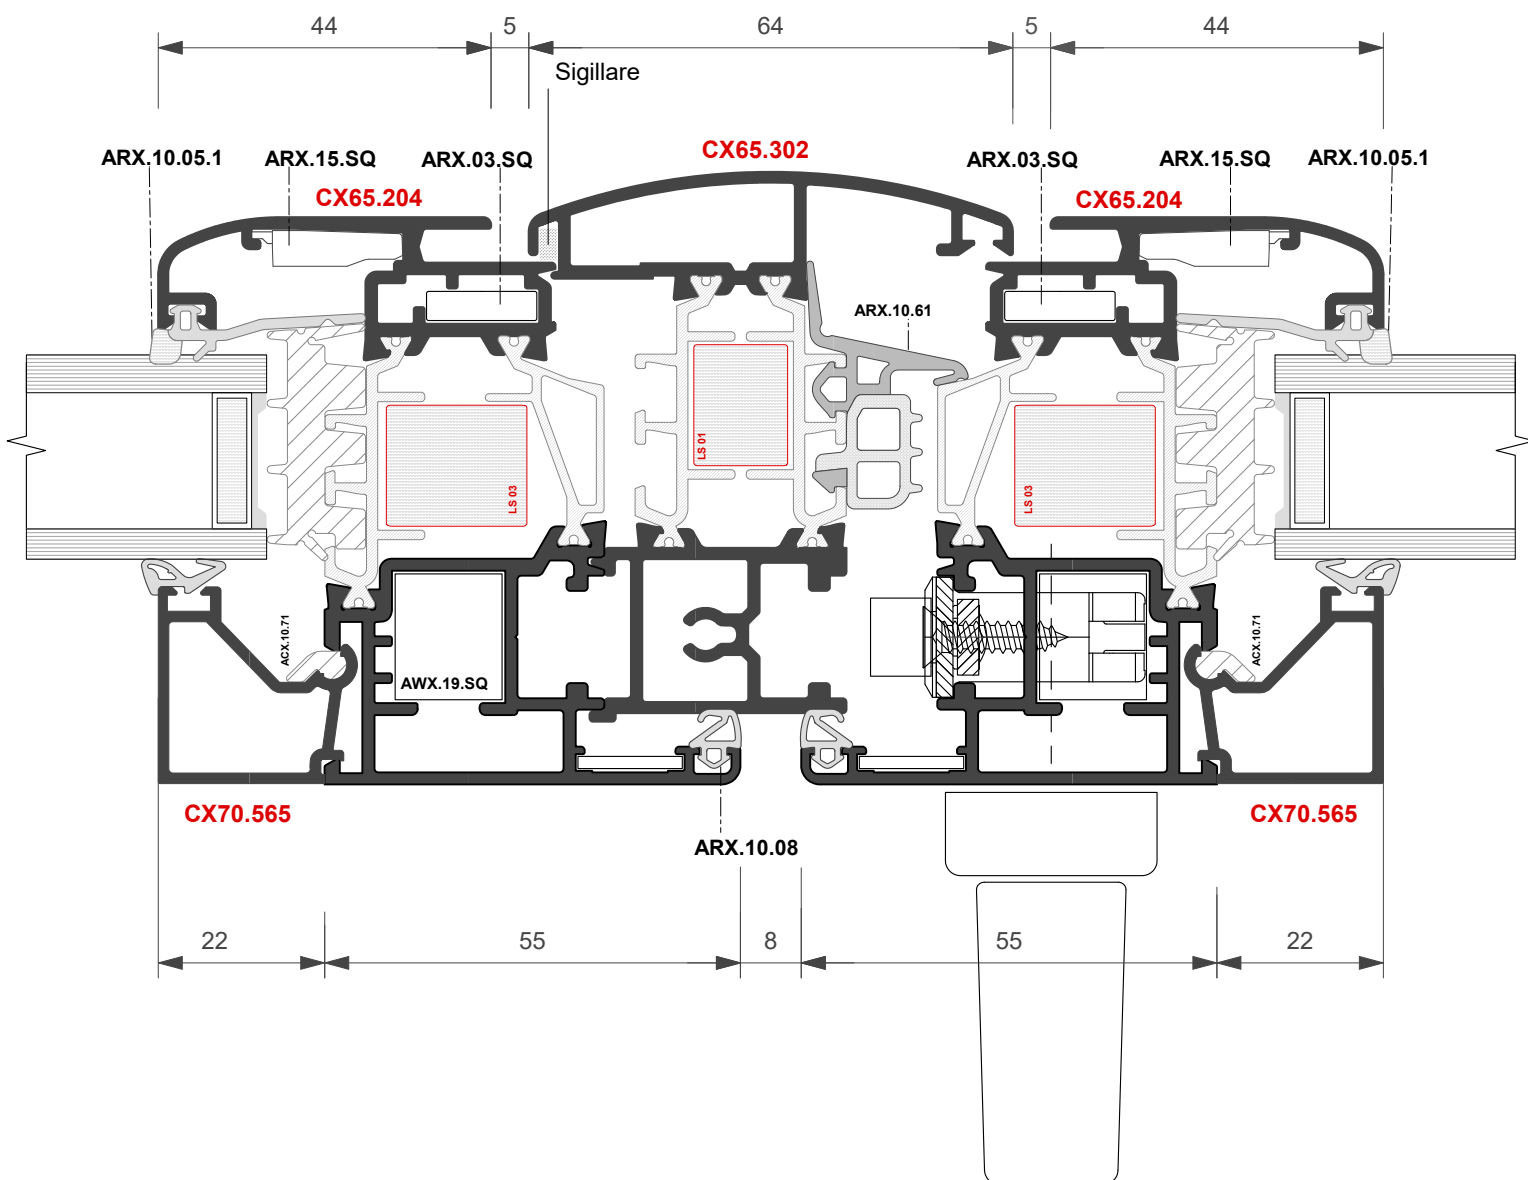 44 5 64 5 44
Sigillare
ARX.10.05.1 ARX.15.SQ ARX.03.SQ CX65.302 ARX.03.SQ ARX.15.SQ ARX.10.05.1
CX65.204 CX65.204
ARX.10.61
LS 01
LS 03 LS 03
ACX.10.71 ACX.10.71
AWX.19.SQ
CX70.565 CX70.565
ARX.10.08
22 55 8 55 22